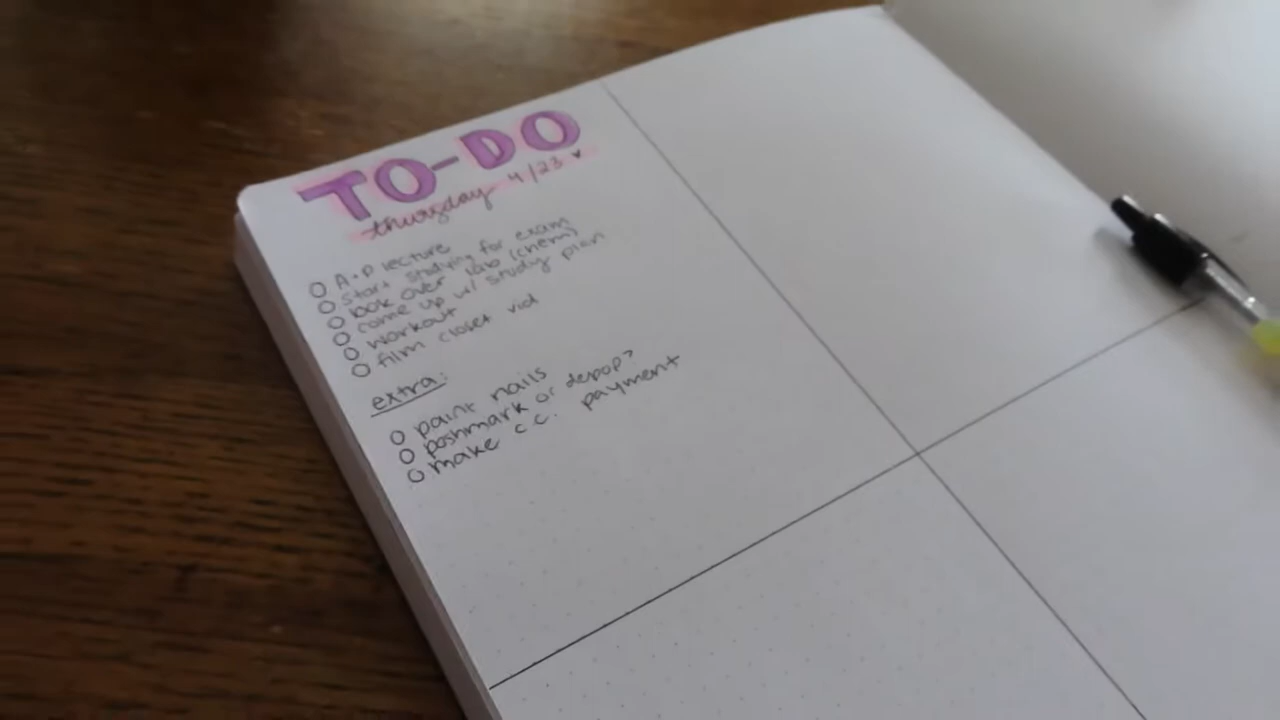 TO-DO
thursday 4/23 ♥
A+P lecture
start studying for exam
look over lab (chem)
come up w/ study plan
workout
film closet vid
extra:
paint nails
poshmark or depop?
make c.c. payment